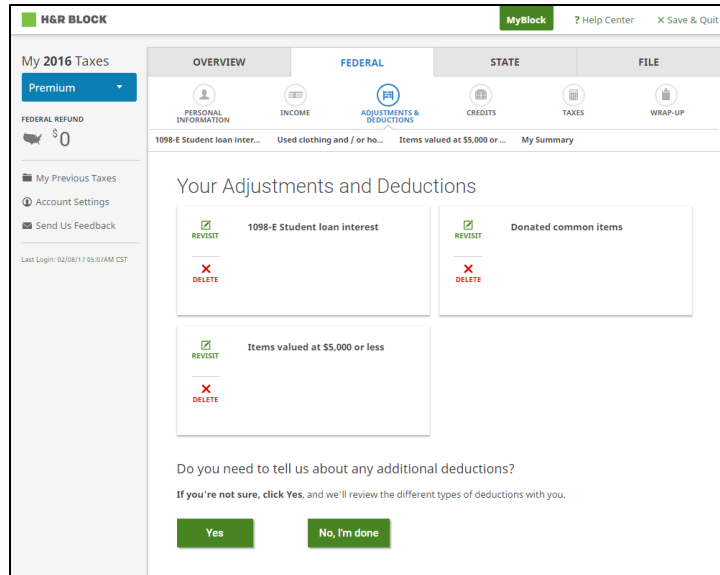 H&R BLOCK
MyBlock ? Help Center × Save & Quit
My 2016 Taxes
Premium
FEDERAL REFUND
$0
My Previous Taxes
Account Settings
Send Us Feedback
Last Login: 02/08/17 05:07AM CST
OVERVIEW FEDERAL STATE FILE
PERSONAL INFORMATION
INCOME
ADJUSTMENTS & DEDUCTIONS
CREDITS
TAXES
WRAP-UP
1098-E Student loan inter... Used clothing and / or ho... Items valued at $5,000 or ... My Summary
Your Adjustments and Deductions
REVISIT 1098-E Student loan interest
DELETE
REVISIT Donated common items
DELETE
REVISIT Items valued at $5,000 or less
DELETE
Do you need to tell us about any additional deductions?
If you're not sure, click Yes, and we'll review the different types of deductions with you.
Yes No, I'm done